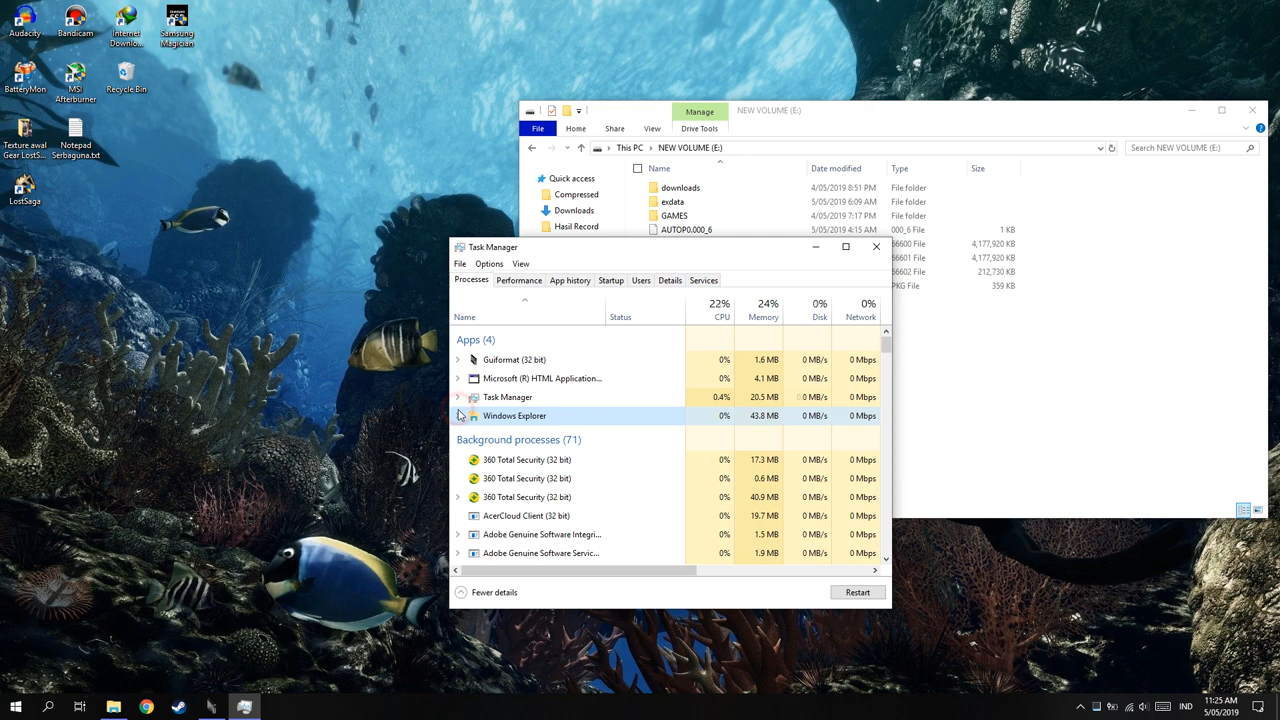 Audacity
Bandicam
Internet
Downlo...
Samsung
Magician
BatteryMon
MSI
Afterburner
Recycle Bin
Texture awal
Gear LostS...
Notepad
Serbaguna.txt
LostSaga
Manage
NEW VOLUME (E:)
File
Home
Share
View
Drive Tools
This PC
NEW VOLUME (E:)
Search NEW VOLUME (E:)
Name
Date modified
Type
Size
Quick access
Compressed
Downloads
Hasil Record
downloads
4/05/2019 8:51 PM
File folder
exdata
5/05/2019 6:09 AM
File folder
GAMES
4/05/2019 7:17 PM
File folder
AUTOP0.000_6
5/05/2019 4:15 AM
000_6 File
1 KB
66600 File
4,177,920 KB
66601 File
4,177,920 KB
66602 File
212,730 KB
PKG File
359 KB
Task Manager
File
Options
View
Processes
Performance
App history
Startup
Users
Details
Services
22%
24%
0%
0%
Name
Status
CPU
Memory
Disk
Network
Apps (4)
Guiformat (32 bit)
0%
1.6 MB
0 MB/s
0 Mbps
Microsoft (R) HTML Application...
0%
4.1 MB
0 MB/s
0 Mbps
Task Manager
0.4%
20.5 MB
0.0 MB/s
0 Mbps
Windows Explorer
0%
43.8 MB
0 MB/s
0 Mbps
Background processes (71)
360 Total Security (32 bit)
0%
17.3 MB
0 MB/s
0 Mbps
360 Total Security (32 bit)
0%
0.6 MB
0 MB/s
0 Mbps
360 Total Security (32 bit)
0%
40.9 MB
0 MB/s
0 Mbps
AcerCloud Client (32 bit)
0%
19.7 MB
0 MB/s
0 Mbps
Adobe Genuine Software Integri...
0%
1.5 MB
0 MB/s
0 Mbps
Adobe Genuine Software Servic...
0%
1.9 MB
0 MB/s
0 Mbps
Fewer details
Restart
IND
11:25 AM
5/05/2019